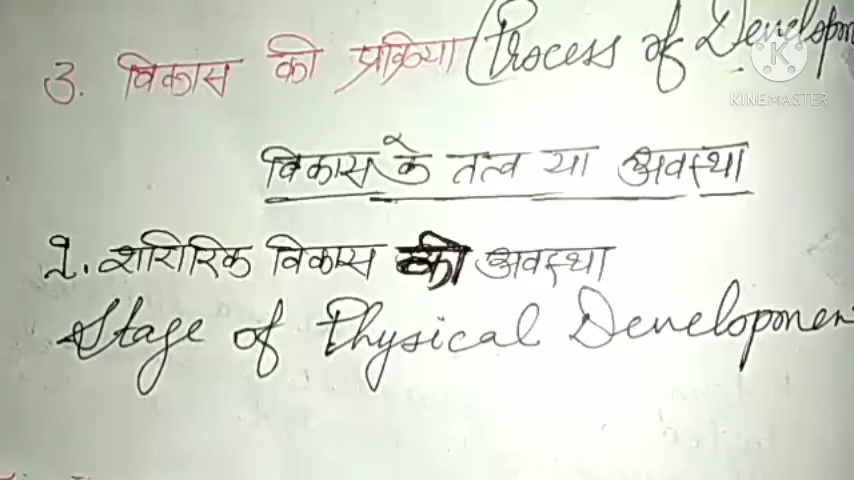 3. विकास की प्रक्रिया (Process of Developm
KINEMASTER
विकास के तत्व या अवस्था
1. शरिरिक विकास की अवस्था
Stage of Physical Developmen